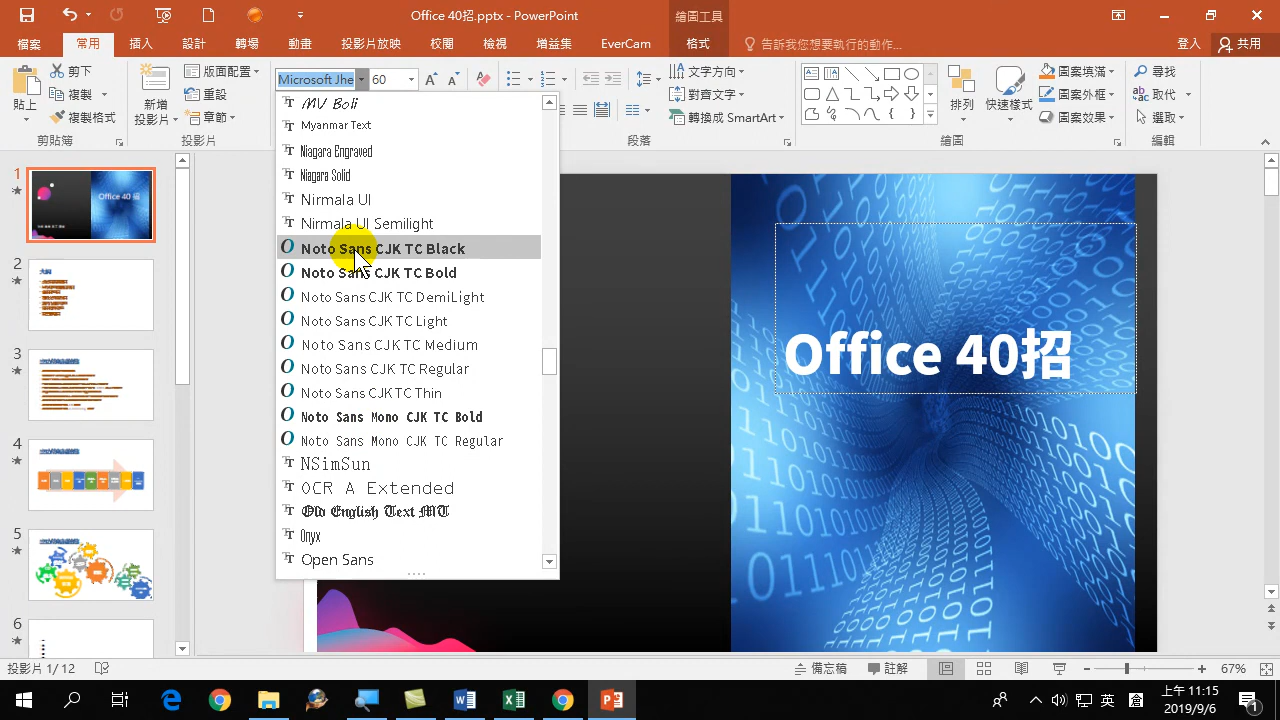 Office 40招.pptx - PowerPoint
繪圖工具
檔案
常用
插入
設計
轉場
動畫
投影片放映
校閱
檢視
增益集
EverCam
格式
告訴我您想要執行的動作...
登入
共用
貼上
剪下
複製
複製格式
剪貼簿
新增
投影片
版面配置
重設
章節
投影片
Microsoft Jhe
60
文字方向
對齊文字
轉換成 SmartArt
段落
排列
快速樣式
圖案填滿
圖案外框
圖案效果
繪圖
尋找
取代
選取
編輯
MV Boli
Myanmar Text
Niagara Engraved
Niagara Solid
Nirmala UI
Nirmala UI Semilight
Noto Sans CJK TC Black
Noto Sans CJK TC Bold
Noto Sans CJK TC DemiLight
Noto Sans CJK TC Light
Noto Sans CJK TC Medium
Noto Sans CJK TC Regular
Noto Sans CJK TC Thin
Noto Sans Mono CJK TC Bold
Noto Sans Mono CJK TC Regular
NSimSun
OCR A Extended
Old English Text MT
Onyx
Open Sans
1
Office 40招
2
3
4
5
6
Office 40招
投影片 1/ 12
備忘稿
註解
67%
英
上午 11:15
2019/9/6
1